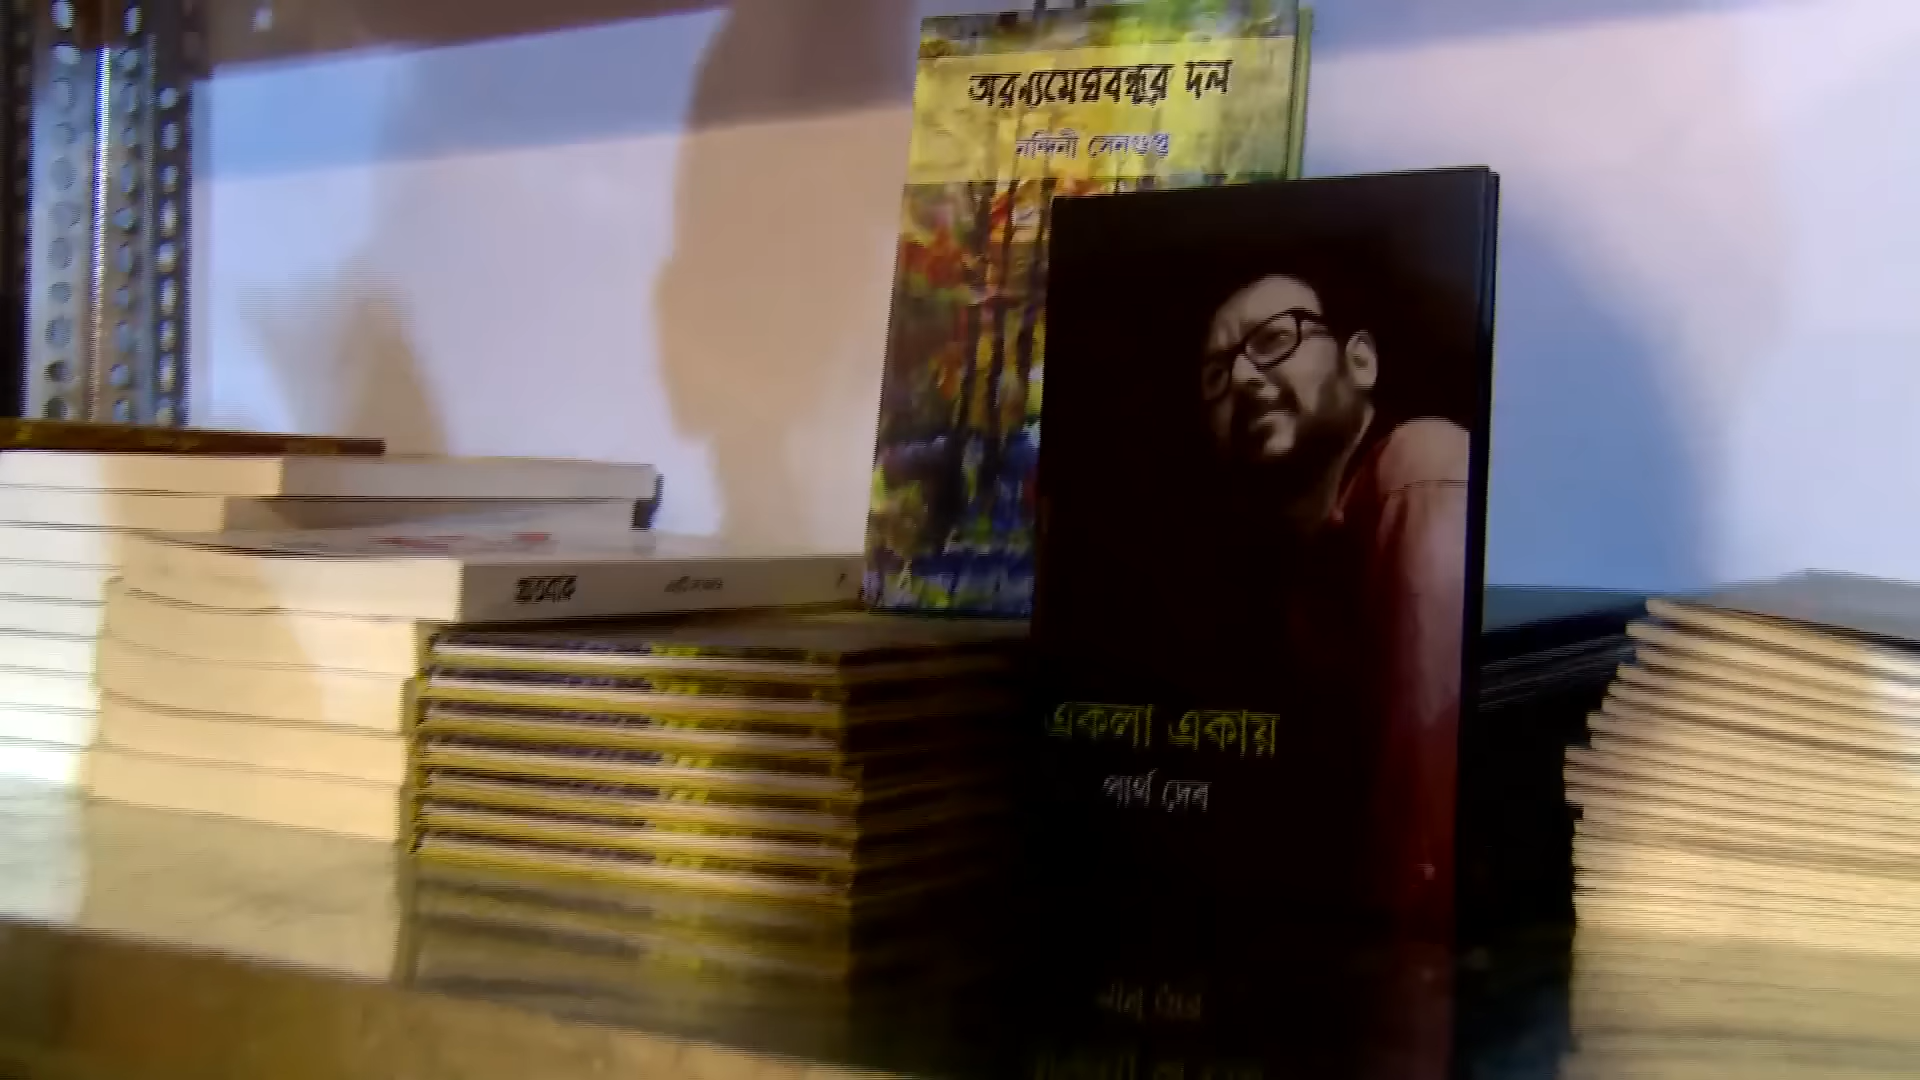 অরণ্যমেঘবন্ধুর দল
নন্দিনী সেনগুপ্ত
একলা একায়
পার্থ দেব